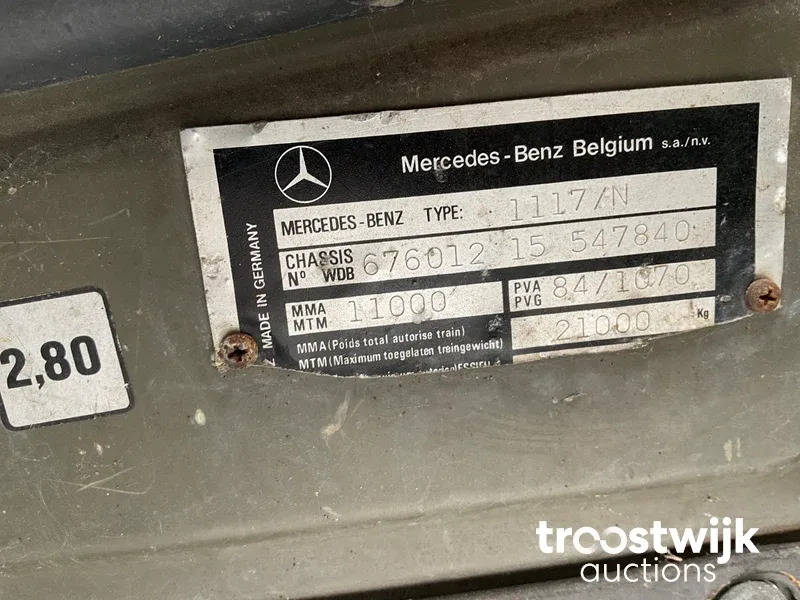 Mercedes-Benz Belgium s.a./n.v.
MERCEDES-BENZ TYPE: 1117/N
CHASSIS
Nº WDB 676012 15 547840
MMA
MTM 11000
PVA
PVG 84/1070
MMA (Poids total autorise train) 21000 Kg
MTM (Maximum toegelaten treingewicht)
MADE IN GERMANY
2,80
troostwijk
auctions